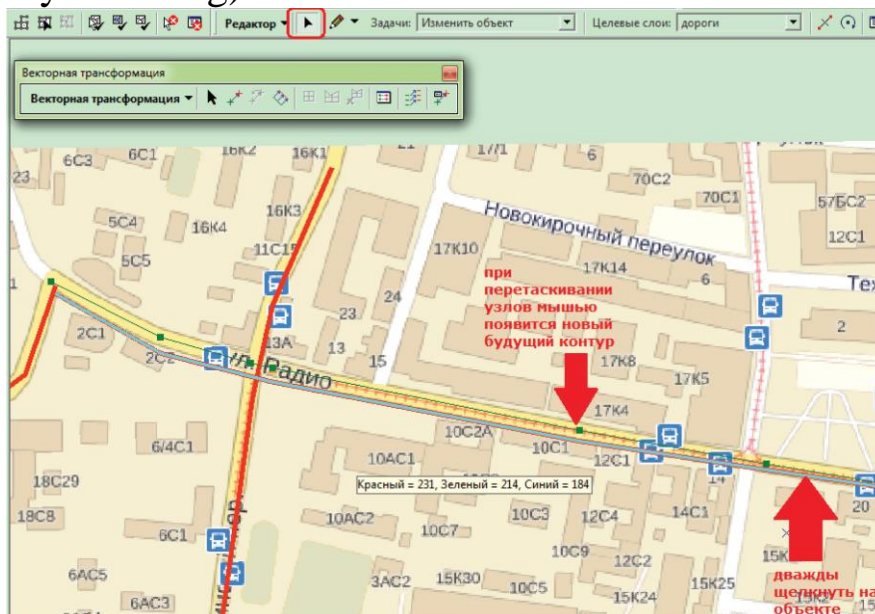 Редактор
Задачи: Изменить объект
Целевые слои: дороги
Векторная трансформация
Векторная трансформация
6С3
6С1
16К2
16К1
17/1
6
23
70С2
70С1
57БС2
5С4
16К4
16К3
Новокирочный переулок
12С1
5С5
11С15
17К10
17К14
6
Тех
при
перетаскивании
узлов мышью
появится новый
будущий контур
24
23
2С1
2С2
13А
13
15
2
ул. Радио
17К8
17К5
17К4
10С2А
10С1
12С1
6/4С1
10АС1
14
18С29
Красный = 231, Зеленый = 214, Синий = 184
20
18С8
6С1
10АС2
10С7
10С3
12С4
14С1
10С9
12С2
6АС5
3АС2
15К30
10С5
15К25
15К24
6АС3
дважды
щелкнуть на
объекте